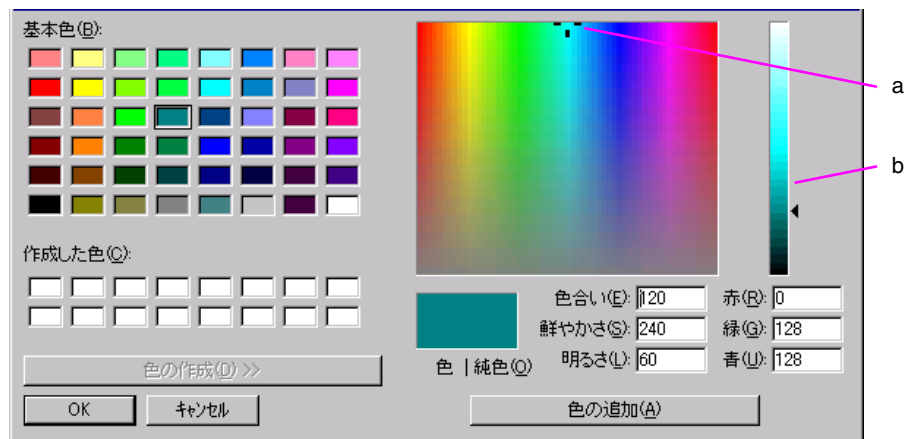 基本色(B):
a
b
作成した色(C):
色合い(E): 120 赤(R): 0
鮮やかさ(S): 240 緑(G): 128
色 | 純色(O) 明るさ(L): 60 青(U): 128
色の作成(D) >>
OK キャンセル 色の追加(A)